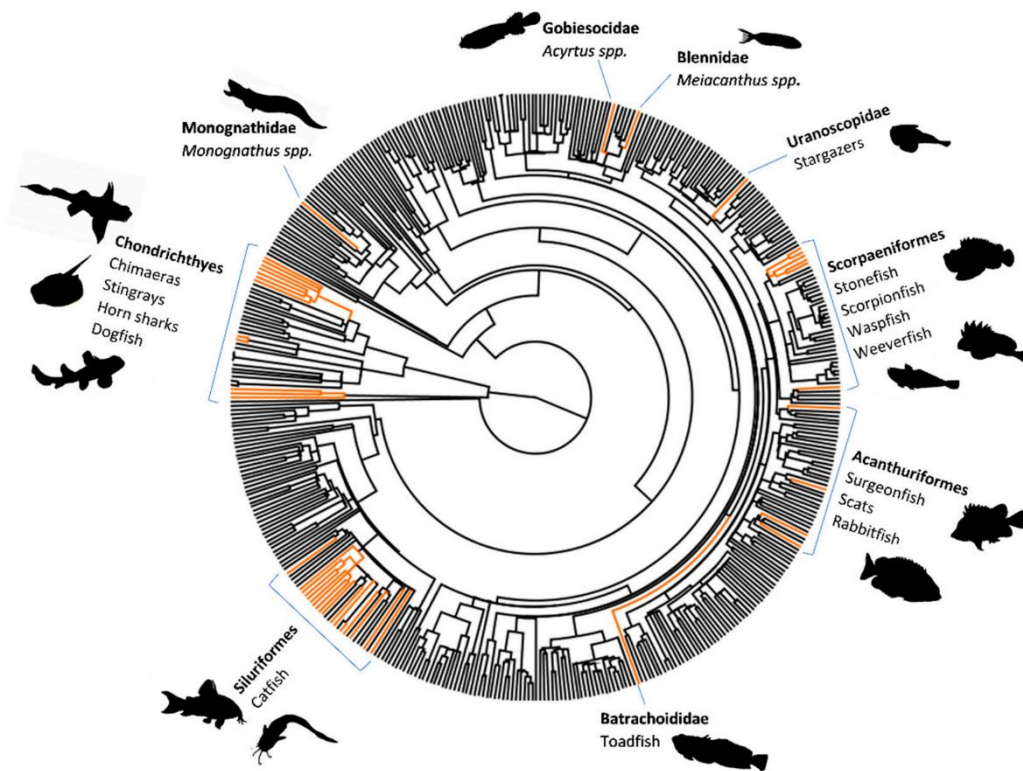 Gobiesocidae
Acyrtus spp.
Blennidae
Meiacanthus spp.
Monognathidae
Monognathus spp.
Uranoscopidae
Stargazers
Chondrichthyes
Chimaeras
Stingrays
Horn sharks
Dogfish
Scorpaeniformes
Stonefish
Scorpionfish
Waspfish
Weeverfish
Acanthuriformes
Surgeonfish
Scats
Rabbitfish
Siluriformes
Catfish
Batrachoididae
Toadfish